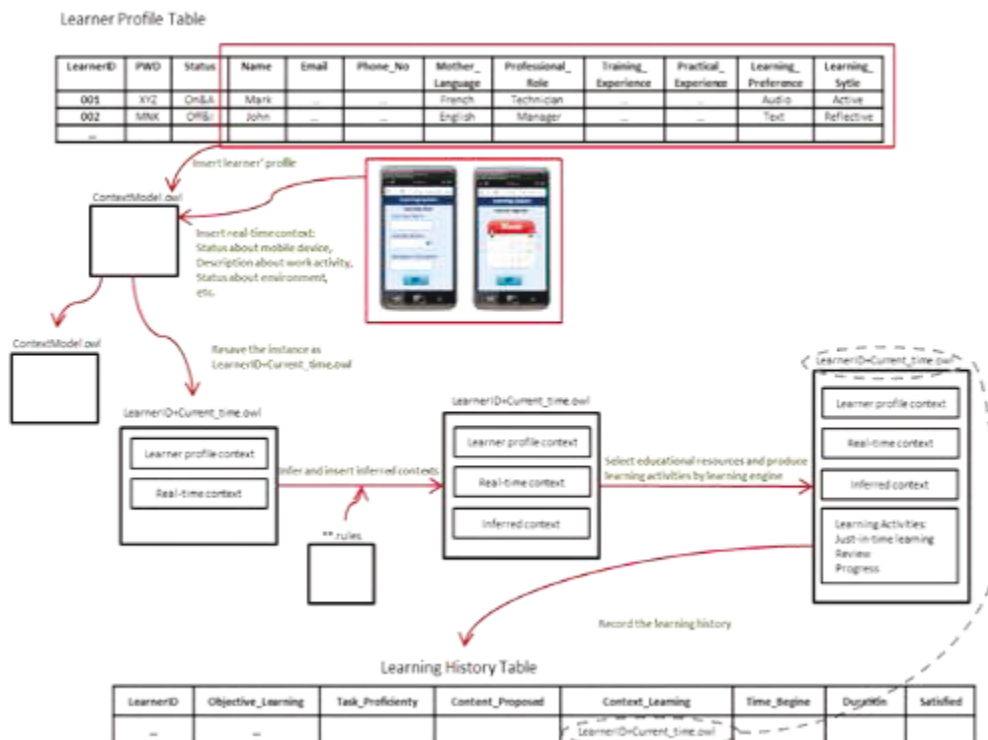 Learner Profile Table
LearnerID PWD Status Name Email Phone_No Mother_ Language Professional_ Role Training_ Experience Practical_ Experience Learning_ Preference Learning_ Sytle
001 XYZ On&A Mark ... ... French Technician ... ... Audio Active
002 MNX Off&I John ... ... English Manager ... ... Text Reflective
...
Insert learner' profile
ContextModel.owl
Insert real-time context:
Status about mobile device,
Description about work activity,
Status about environment,
etc.
ContextModel.owl
Resave the instance as
LearnerID+Current_time.owl
LearnerID+Current_time.owl
Learner profile context
Real-time context
Infer and insert inferred contexts
**.rules
LearnerID+Current_time.owl
Learner profile context
Real-time context
Inferred context
Select educational resources and produce
learning activities by learning engine
LearnerID+Current_time.owl
Learner profile context
Real-time context
Inferred context
Learning Activities:
Just-in-time learning
Review
Progress
Record the learning history
Learning History Table
LearnerID Objective_Learning Task_Proficienty Content_Proposed Context_Learning Time_Begine Duration Satisfied
... ... LearnerID+Current_time.owl